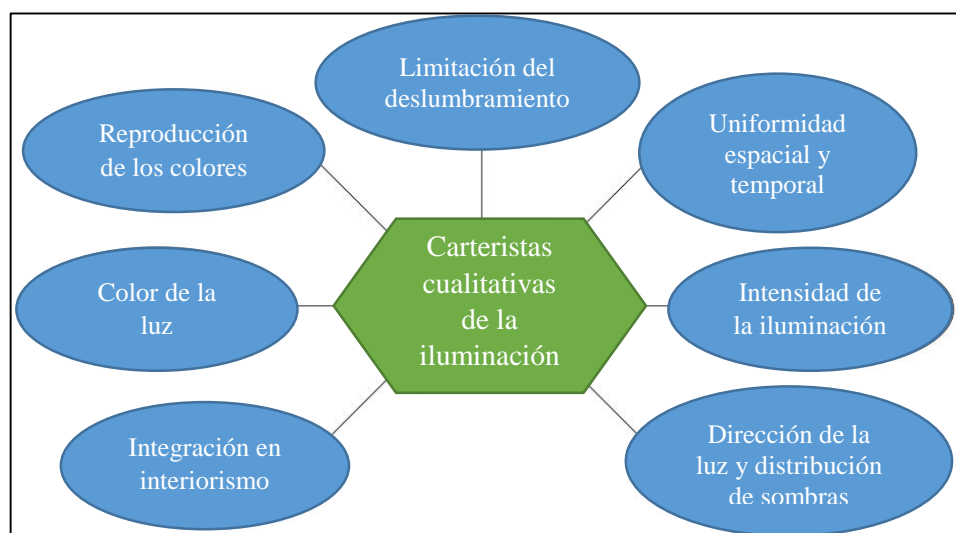 Limitación del
deslumbramiento
Reproducción
de los colores
Uniformidad
espacial y
temporal
Carteristas
cualitativas
de la
iluminación
Color de la
luz
Intensidad de
la iluminación
Integración en
interiorismo
Dirección de la
luz y distribución
de sombras